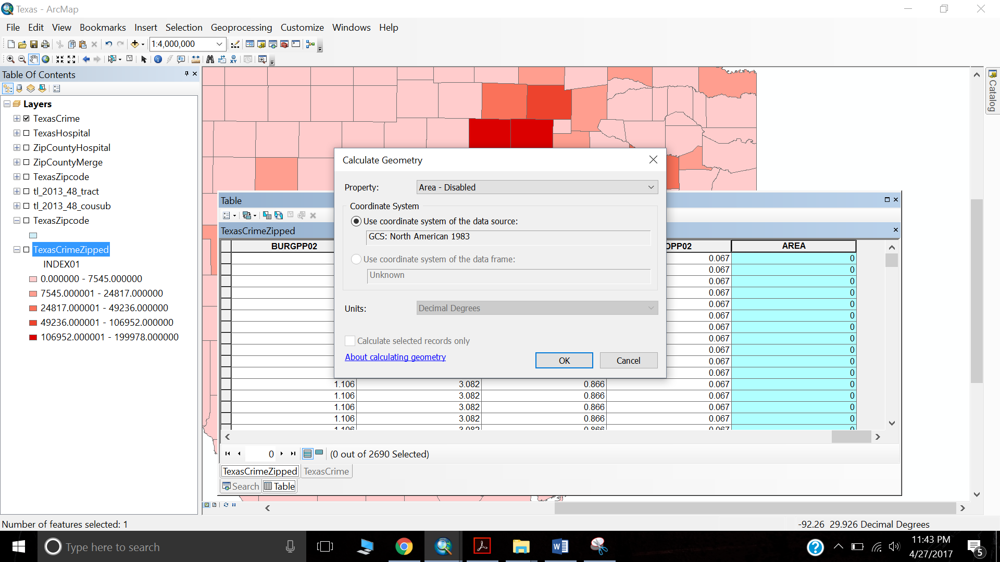 Texas - ArcMap
File Edit View Bookmarks Insert Selection Geoprocessing Customize Windows Help
1:4,000,000
Table Of Contents
Layers
TexasCrime
TexasHospital
ZipCountyHospital
ZipCountyMerge
TexasZipcode
tl_2013_48_tract
tl_2013_48_cousub
TexasZipcode
TexasCrimeZipped
INDEX01
0.000000 - 7545.000000
7545.000001 - 24817.000000
24817.000001 - 49236.000000
49236.000001 - 106952.000000
106952.000001 - 199978.000000
Catalog
Calculate Geometry
Property: Area - Disabled
Coordinate System
Use coordinate system of the data source:
GCS: North American 1983
Use coordinate system of the data frame:
Unknown
Units: Decimal Degrees
Calculate selected records only
About calculating geometry
OK Cancel
Table
TexasCrimeZipped
BURGPP02 OPP02 AREA
0.067 0
0.067 0
0.067 0
0.067 0
0.067 0
0.067 0
0.067 0
0.067 0
0.067 0
0.067 0
0.067 0
1.106 3.082 0.866 0.067 0
1.106 3.082 0.866 0.067 0
1.106 3.082 0.866 0.067 0
1.106 3.082 0.866 0.067 0
1.106 3.082 0.866 0.067 0
0 (0 out of 2690 Selected)
TexasCrimeZipped TexasCrime
Search Table
Number of features selected: 1
-92.26 29.926 Decimal Degrees
Type here to search
11:43 PM
4/27/2017
5